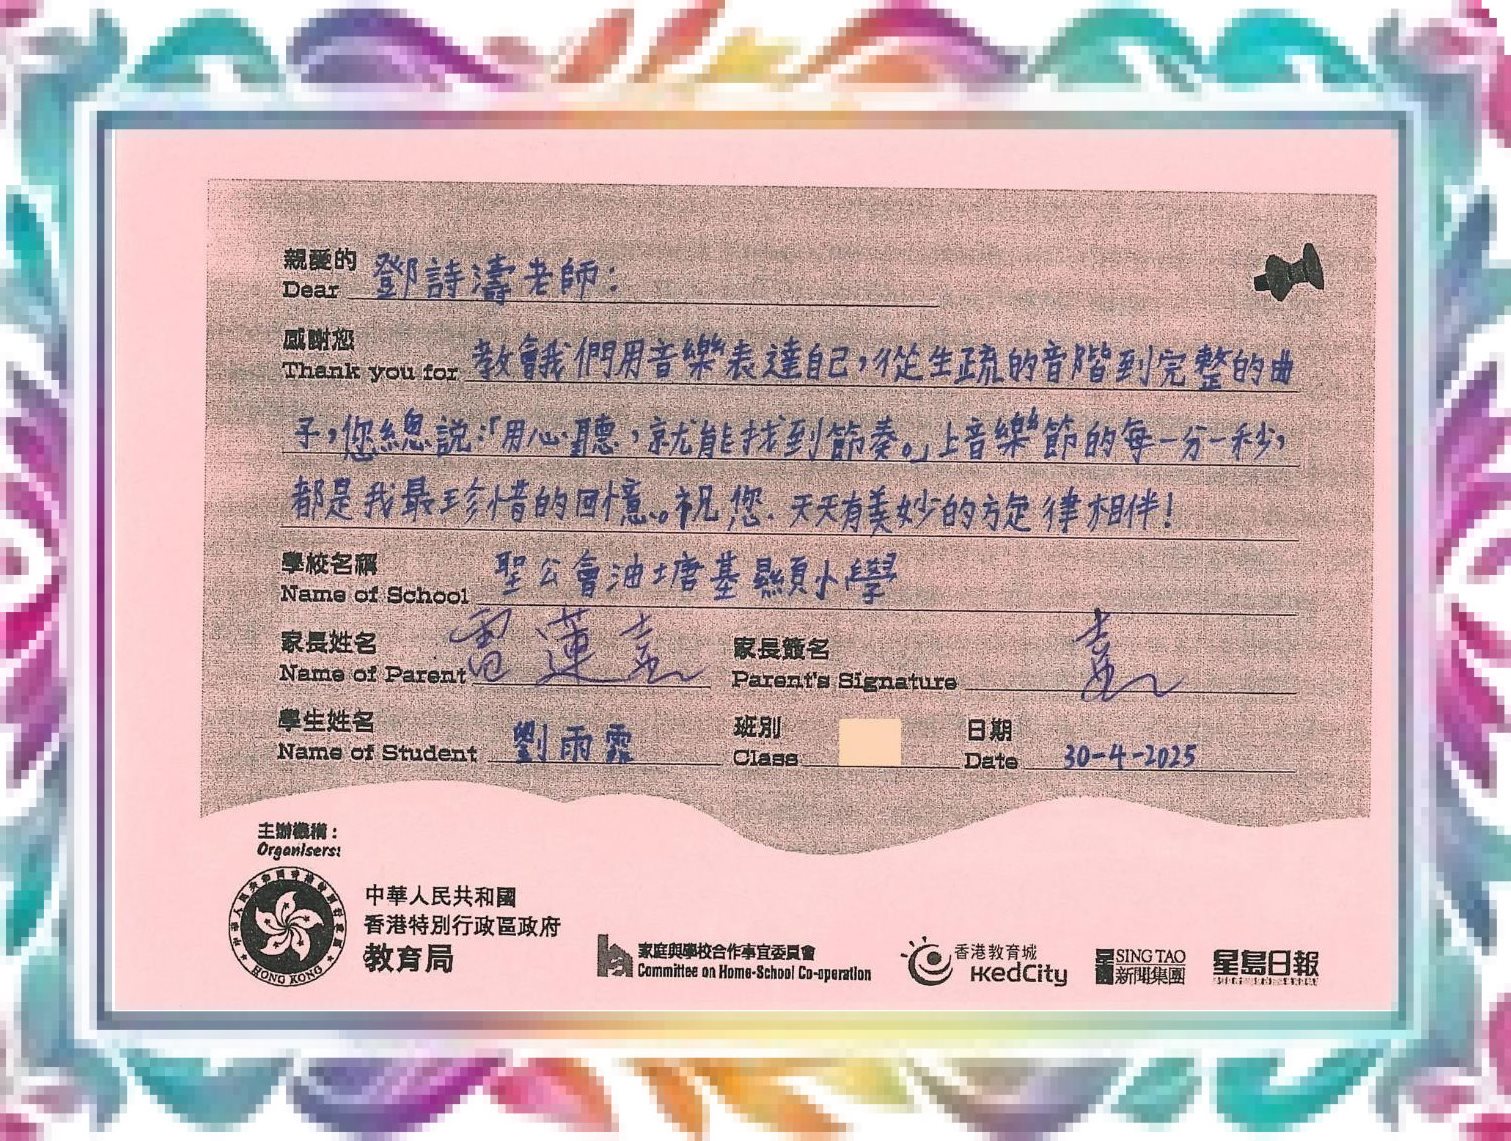 親愛的 鄧詩濤老師：
Dear
感謝您
Thank you for 教會我們用音樂表達自己，從生疏的音階到完整的曲
子，您總說：「用心聽，就能找到節奏。」上音樂節的每一分一秒，
都是我最珍惜的回憶。祝您天天有美妙的旋律相伴！
學校名稱 聖公會油塘基顯小學
Name of School
家長姓名 家長簽名
Name of Parent Parent's Signature
學生姓名 劉雨霏 班別 日期
Name of Student Class Date 30-4-2025
主辦機構：
Organisers:
中華人民共和國
香港特別行政區政府
教育局
HONG KONG
家庭與學校合作事宜委員會
Committee on Home-School Co-operation
香港教育城
HKedCity
星島 SING TAO
新聞集團
星島日報